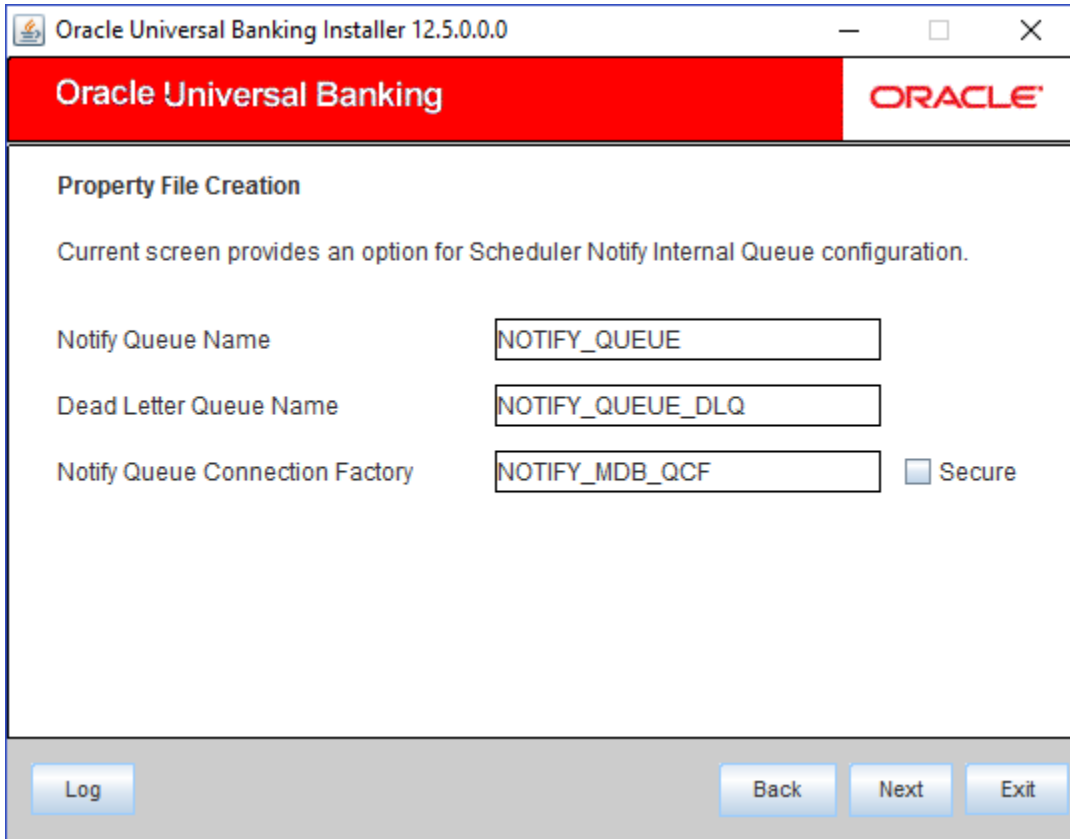 Oracle Universal Banking Installer 12.5.0.0.0
Oracle Universal Banking
ORACLE
Property File Creation
Current screen provides an option for Scheduler Notify Internal Queue configuration.
Notify Queue Name NOTIFY_QUEUE
Dead Letter Queue Name NOTIFY_QUEUE_DLQ
Notify Queue Connection Factory NOTIFY_MDB_QCF Secure
Log Back Next Exit